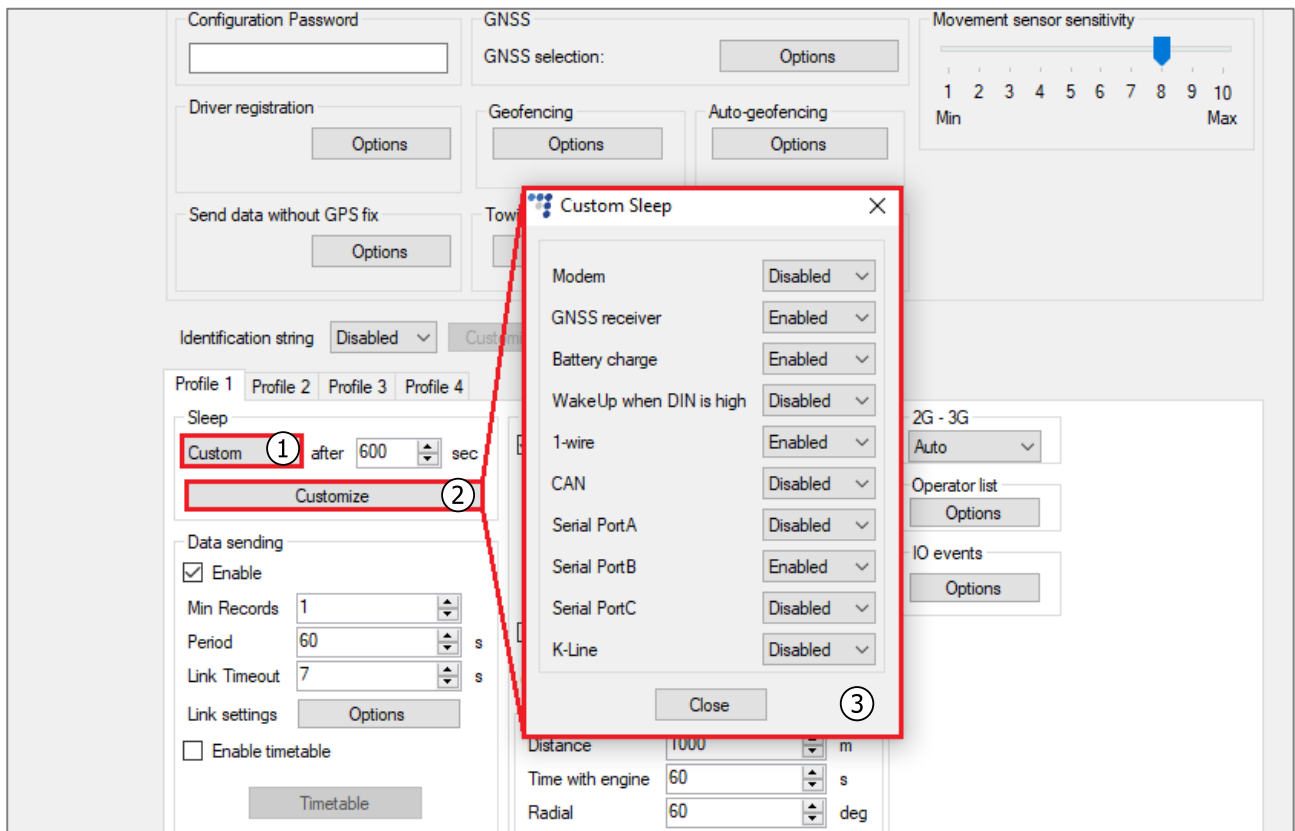 Configuration Password
GNSS
GNSS selection:
Options
Movement sensor sensitivity
1 2 3 4 5 6 7 8 9 10
Min
Max
Driver registration
Options
Geofencing
Options
Auto-geofencing
Options
Send data without GPS fix
Options
Identification string
Disabled
Profile 1
Profile 2
Profile 3
Profile 4
Sleep
Custom
1
after
600
sec
Customize
2
Data sending
Enable
Min Records
1
Period
60
s
Link Timeout
7
s
Link settings
Options
Enable timetable
Timetable
Custom Sleep
Modem
Disabled
GNSS receiver
Enabled
Battery charge
Enabled
WakeUp when DIN is high
Disabled
1-wire
Enabled
CAN
Disabled
Serial PortA
Disabled
Serial PortB
Enabled
Serial PortC
Disabled
K-Line
Disabled
Close
3
Distance
1000
m
Time with engine
60
s
Radial
60
deg
2G - 3G
Auto
Operator list
Options
IO events
Options